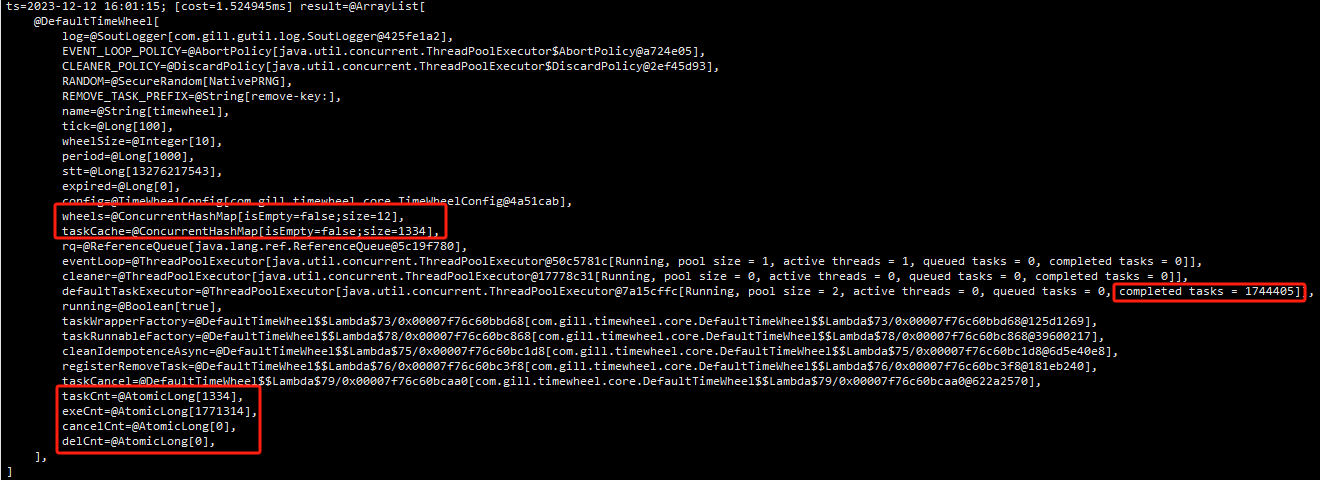 ts=2023-12-12 16:01:15; [cost=1.524945ms] result=@ArrayList[
@DefaultTimeWheel[
log=@SoutLogger[com.gill.gutil.log.SoutLogger@425fe1a2],
EVENT_LOOP_POLICY=@AbortPolicy[java.util.concurrent.ThreadPoolExecutor$AbortPolicy@a724e05],
CLEANER_POLICY=@DiscardPolicy[java.util.concurrent.ThreadPoolExecutor$DiscardPolicy@2ef45d93],
RANDOM=@SecureRandom[NativePRNG],
REMOVE_TASK_PREFIX=@String[remove-key:],
name=@String[timewheel],
tick=@Long[100],
wheelSize=@Integer[10],
period=@Long[1000],
stt=@Long[13276217543],
expired=@Long[0],
config=@TimeWheelConfig[com.gill.timewheel.core.TimeWheelConfig@4a51cab],
wheels=@ConcurrentHashMap[isEmpty=false;size=12],
taskCache=@ConcurrentHashMap[isEmpty=false;size=1334],
rq=@ReferenceQueue[java.lang.ref.ReferenceQueue@5c19f780],
eventLoop=@ThreadPoolExecutor[java.util.concurrent.ThreadPoolExecutor@50c5781c[Running, pool size = 1, active threads = 1, queued tasks = 0, completed tasks = 0]],
cleaner=@ThreadPoolExecutor[java.util.concurrent.ThreadPoolExecutor@17778c31[Running, pool size = 0, active threads = 0, queued tasks = 0, completed tasks = 0]],
defaultTaskExecutor=@ThreadPoolExecutor[java.util.concurrent.ThreadPoolExecutor@7a15cffc[Running, pool size = 2, active threads = 0, queued tasks = 0, completed tasks = 1744405]],
running=@Boolean[true],
taskWrapperFactory=@DefaultTimeWheel$$Lambda$73/0x00007f76c60bbd68[com.gill.timewheel.core.DefaultTimeWheel$$Lambda$73/0x00007f76c60bbd68@125d1269],
taskRunnableFactory=@DefaultTimeWheel$$Lambda$78/0x00007f76c60bc868[com.gill.timewheel.core.DefaultTimeWheel$$Lambda$78/0x00007f76c60bc868@39600217],
cleanIdempotenceAsync=@DefaultTimeWheel$$Lambda$75/0x00007f76c60bc1d8[com.gill.timewheel.core.DefaultTimeWheel$$Lambda$75/0x00007f76c60bc1d8@6d5e40e8],
registerRemoveTask=@DefaultTimeWheel$$Lambda$76/0x00007f76c60bc3f8[com.gill.timewheel.core.DefaultTimeWheel$$Lambda$76/0x00007f76c60bc3f8@181eb240],
taskCancel=@DefaultTimeWheel$$Lambda$79/0x00007f76c60bcaa0[com.gill.timewheel.core.DefaultTimeWheel$$Lambda$79/0x00007f76c60bcaa0@622a2570],
taskCnt=@AtomicLong[1334],
exeCnt=@AtomicLong[1771314],
cancelCnt=@AtomicLong[0],
delCnt=@AtomicLong[0],
],
]